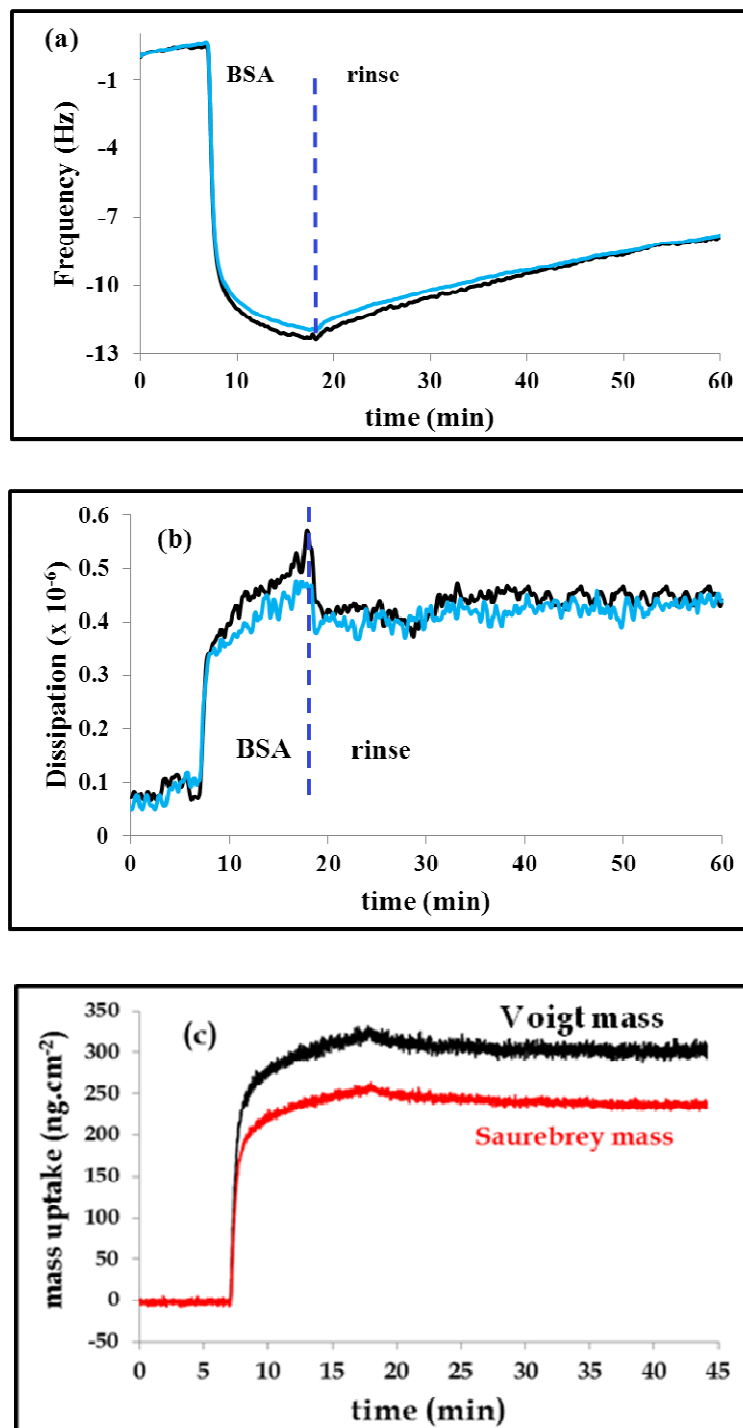 (a)
BSA
rinse
Frequency (Hz)
-1
-4
-7
-10
-13
0 10 20 30 40 50 60
time (min)
(b)
BSA
rinse
Dissipation (x 10-6)
0.6
0.5
0.4
0.3
0.2
0.1
0
0 10 20 30 40 50 60
time (min)
(c)
Voigt mass
Saurebrey mass
mass uptake (ng.cm-2)
350
300
250
200
150
100
50
0
-50
0 5 10 15 20 25 30 35 40 45
time (min)